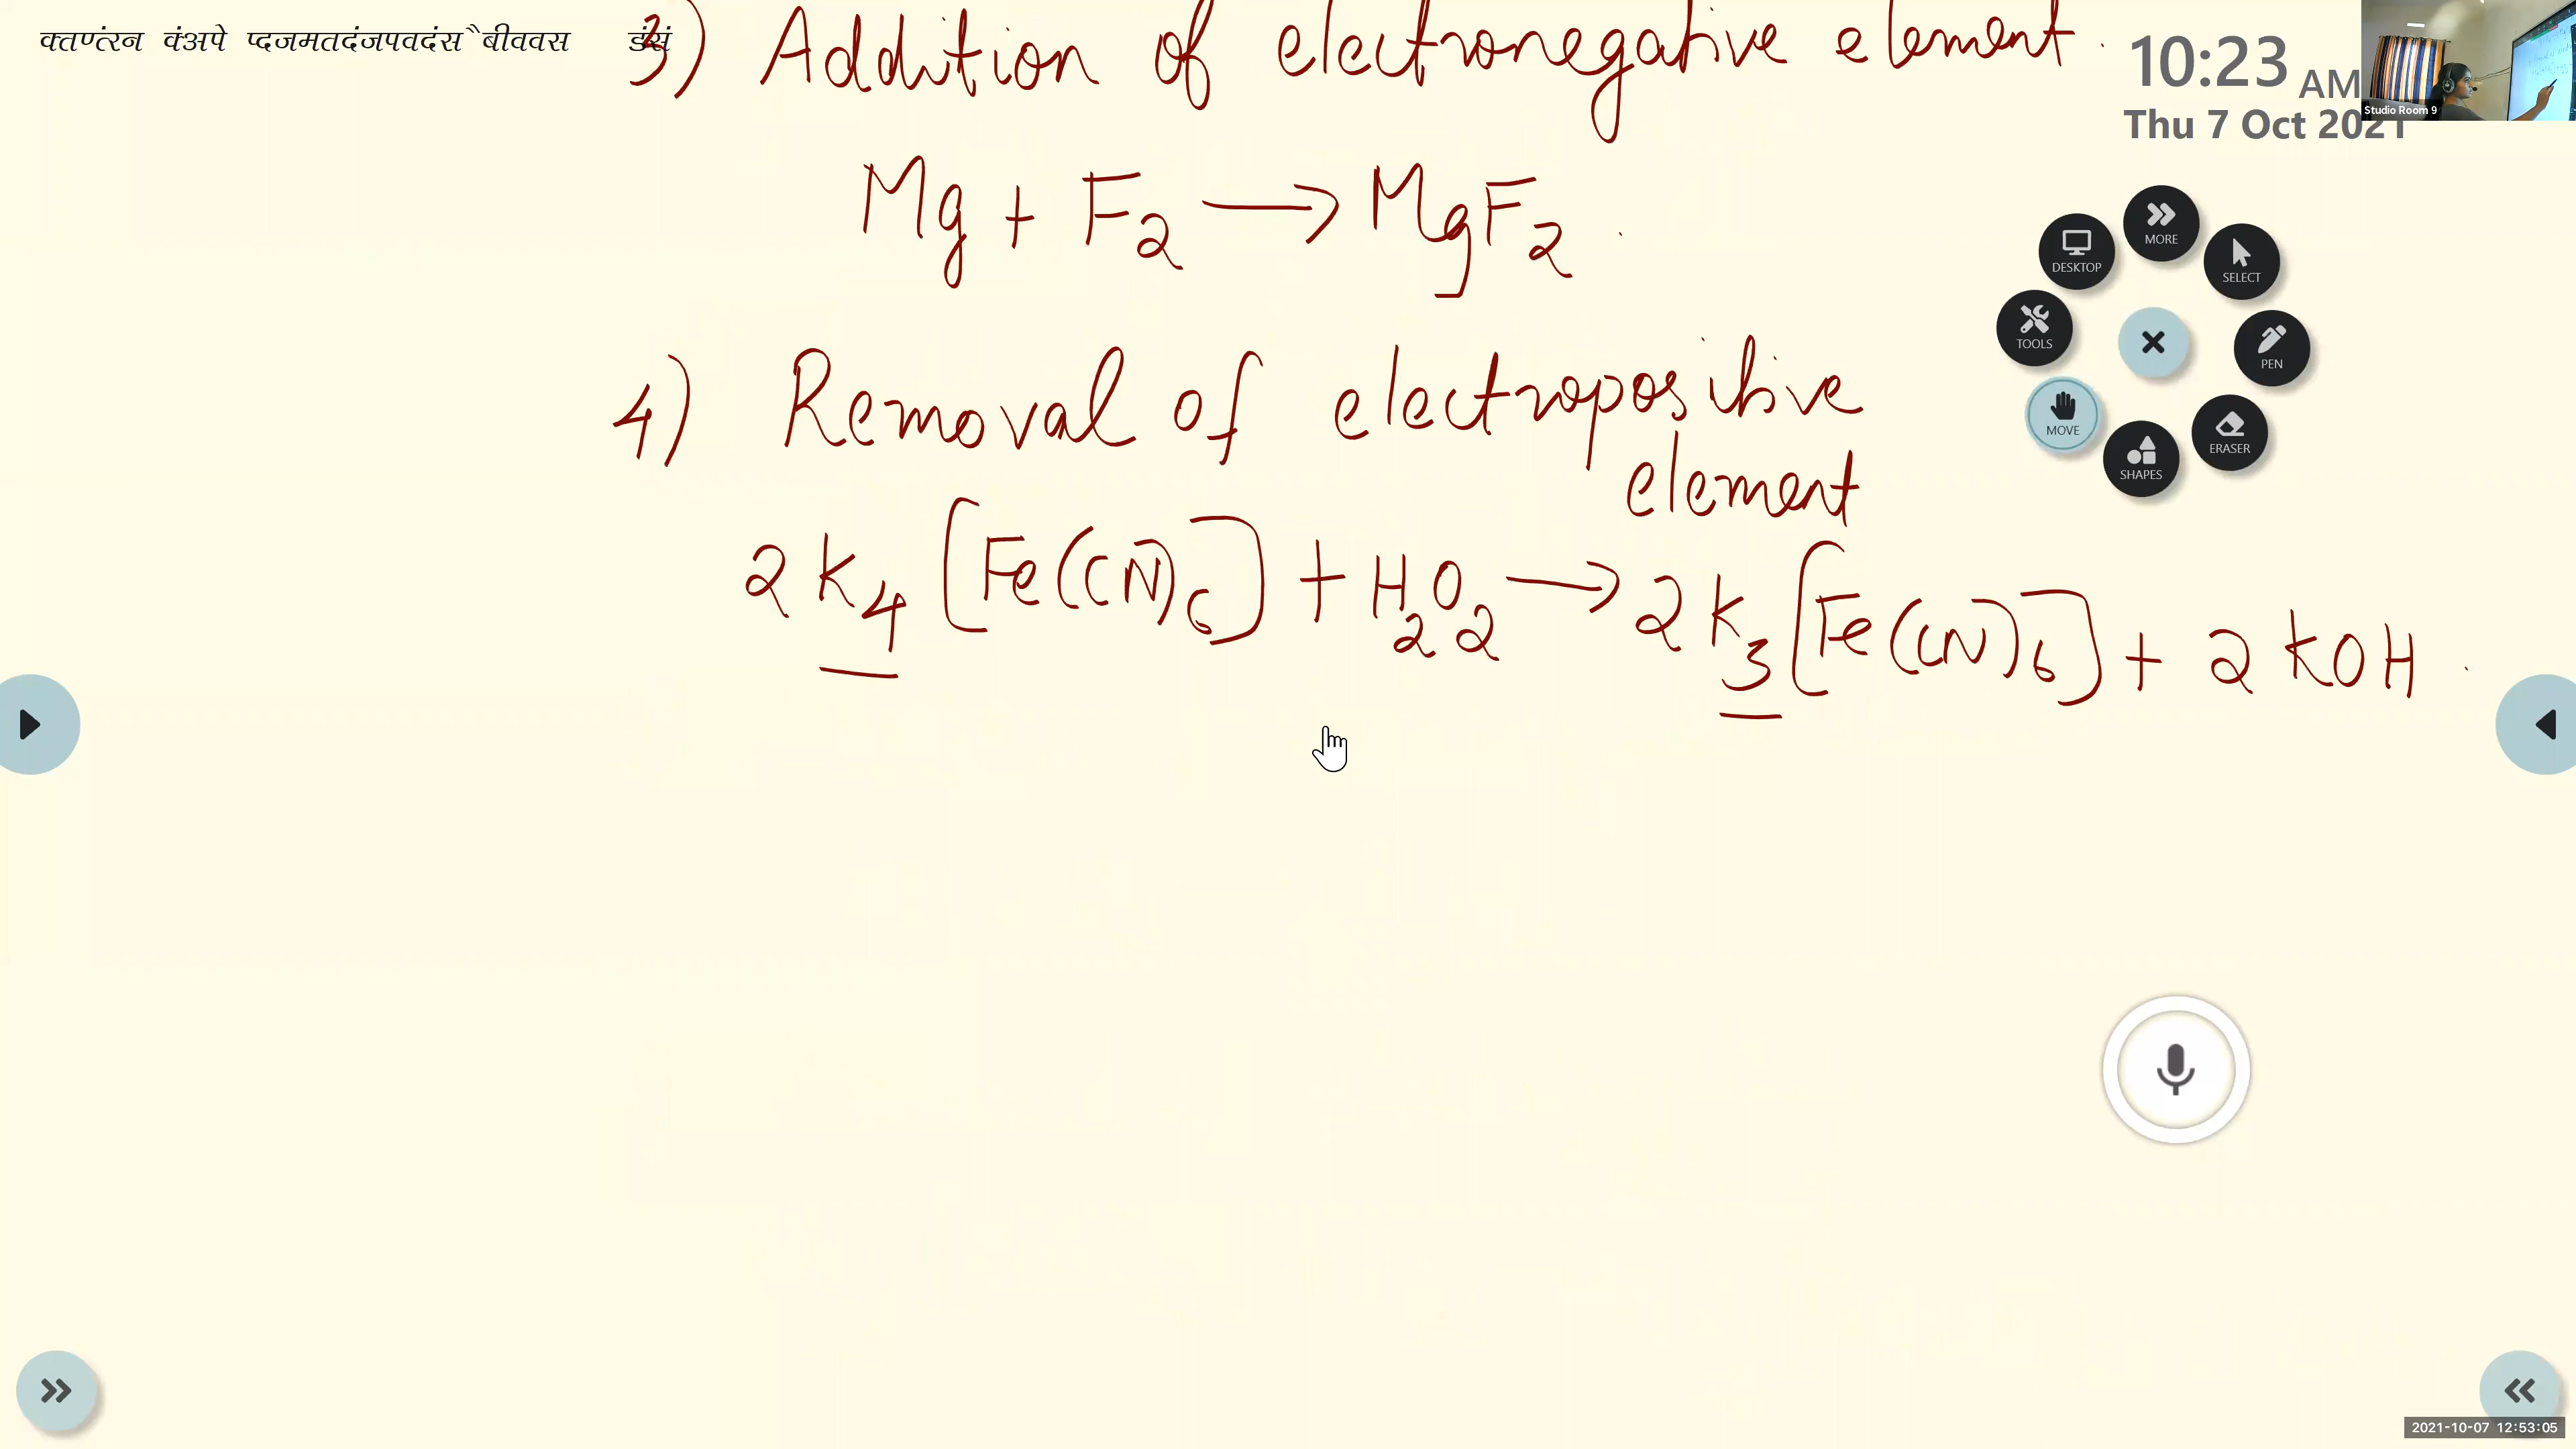 क्तण्तंरन कंअपे प्दजमतदंजपवदंस ैबीववस डंसं
3) Addition of electronegative element.
10:23 AM
Thu 7 Oct 2021
Studio Room 9
Mg + F2 → MgF2.
MORE
DESKTOP
SELECT
TOOLS
PEN
MOVE
ERASER
SHAPES
4) Removal of electropositive
element
2K4[Fe(CN)6] + H2O2 → 2K3[Fe(CN)6] + 2KOH.
2021-10-07 12:53:05